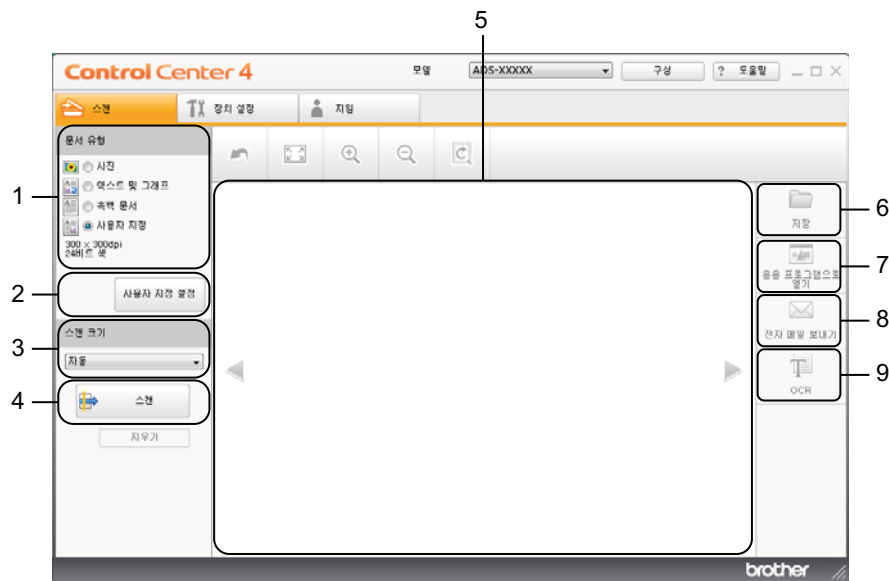 5
Control Center 4
모델
ADS-XXXXX
구성
? 도움말
스캔
장치 설정
지원
문서 유형
사진
텍스트 및 그래프
흑백 문서
사용자 지정
300 x 300dpi
24비트 색
1
사용자 지정 설정
2
스캔 크기
자동
3
스캔
4
지우기
저장
6
응용 프로그램으로
열기
7
전자 메일 보내기
8
OCR
9
brother